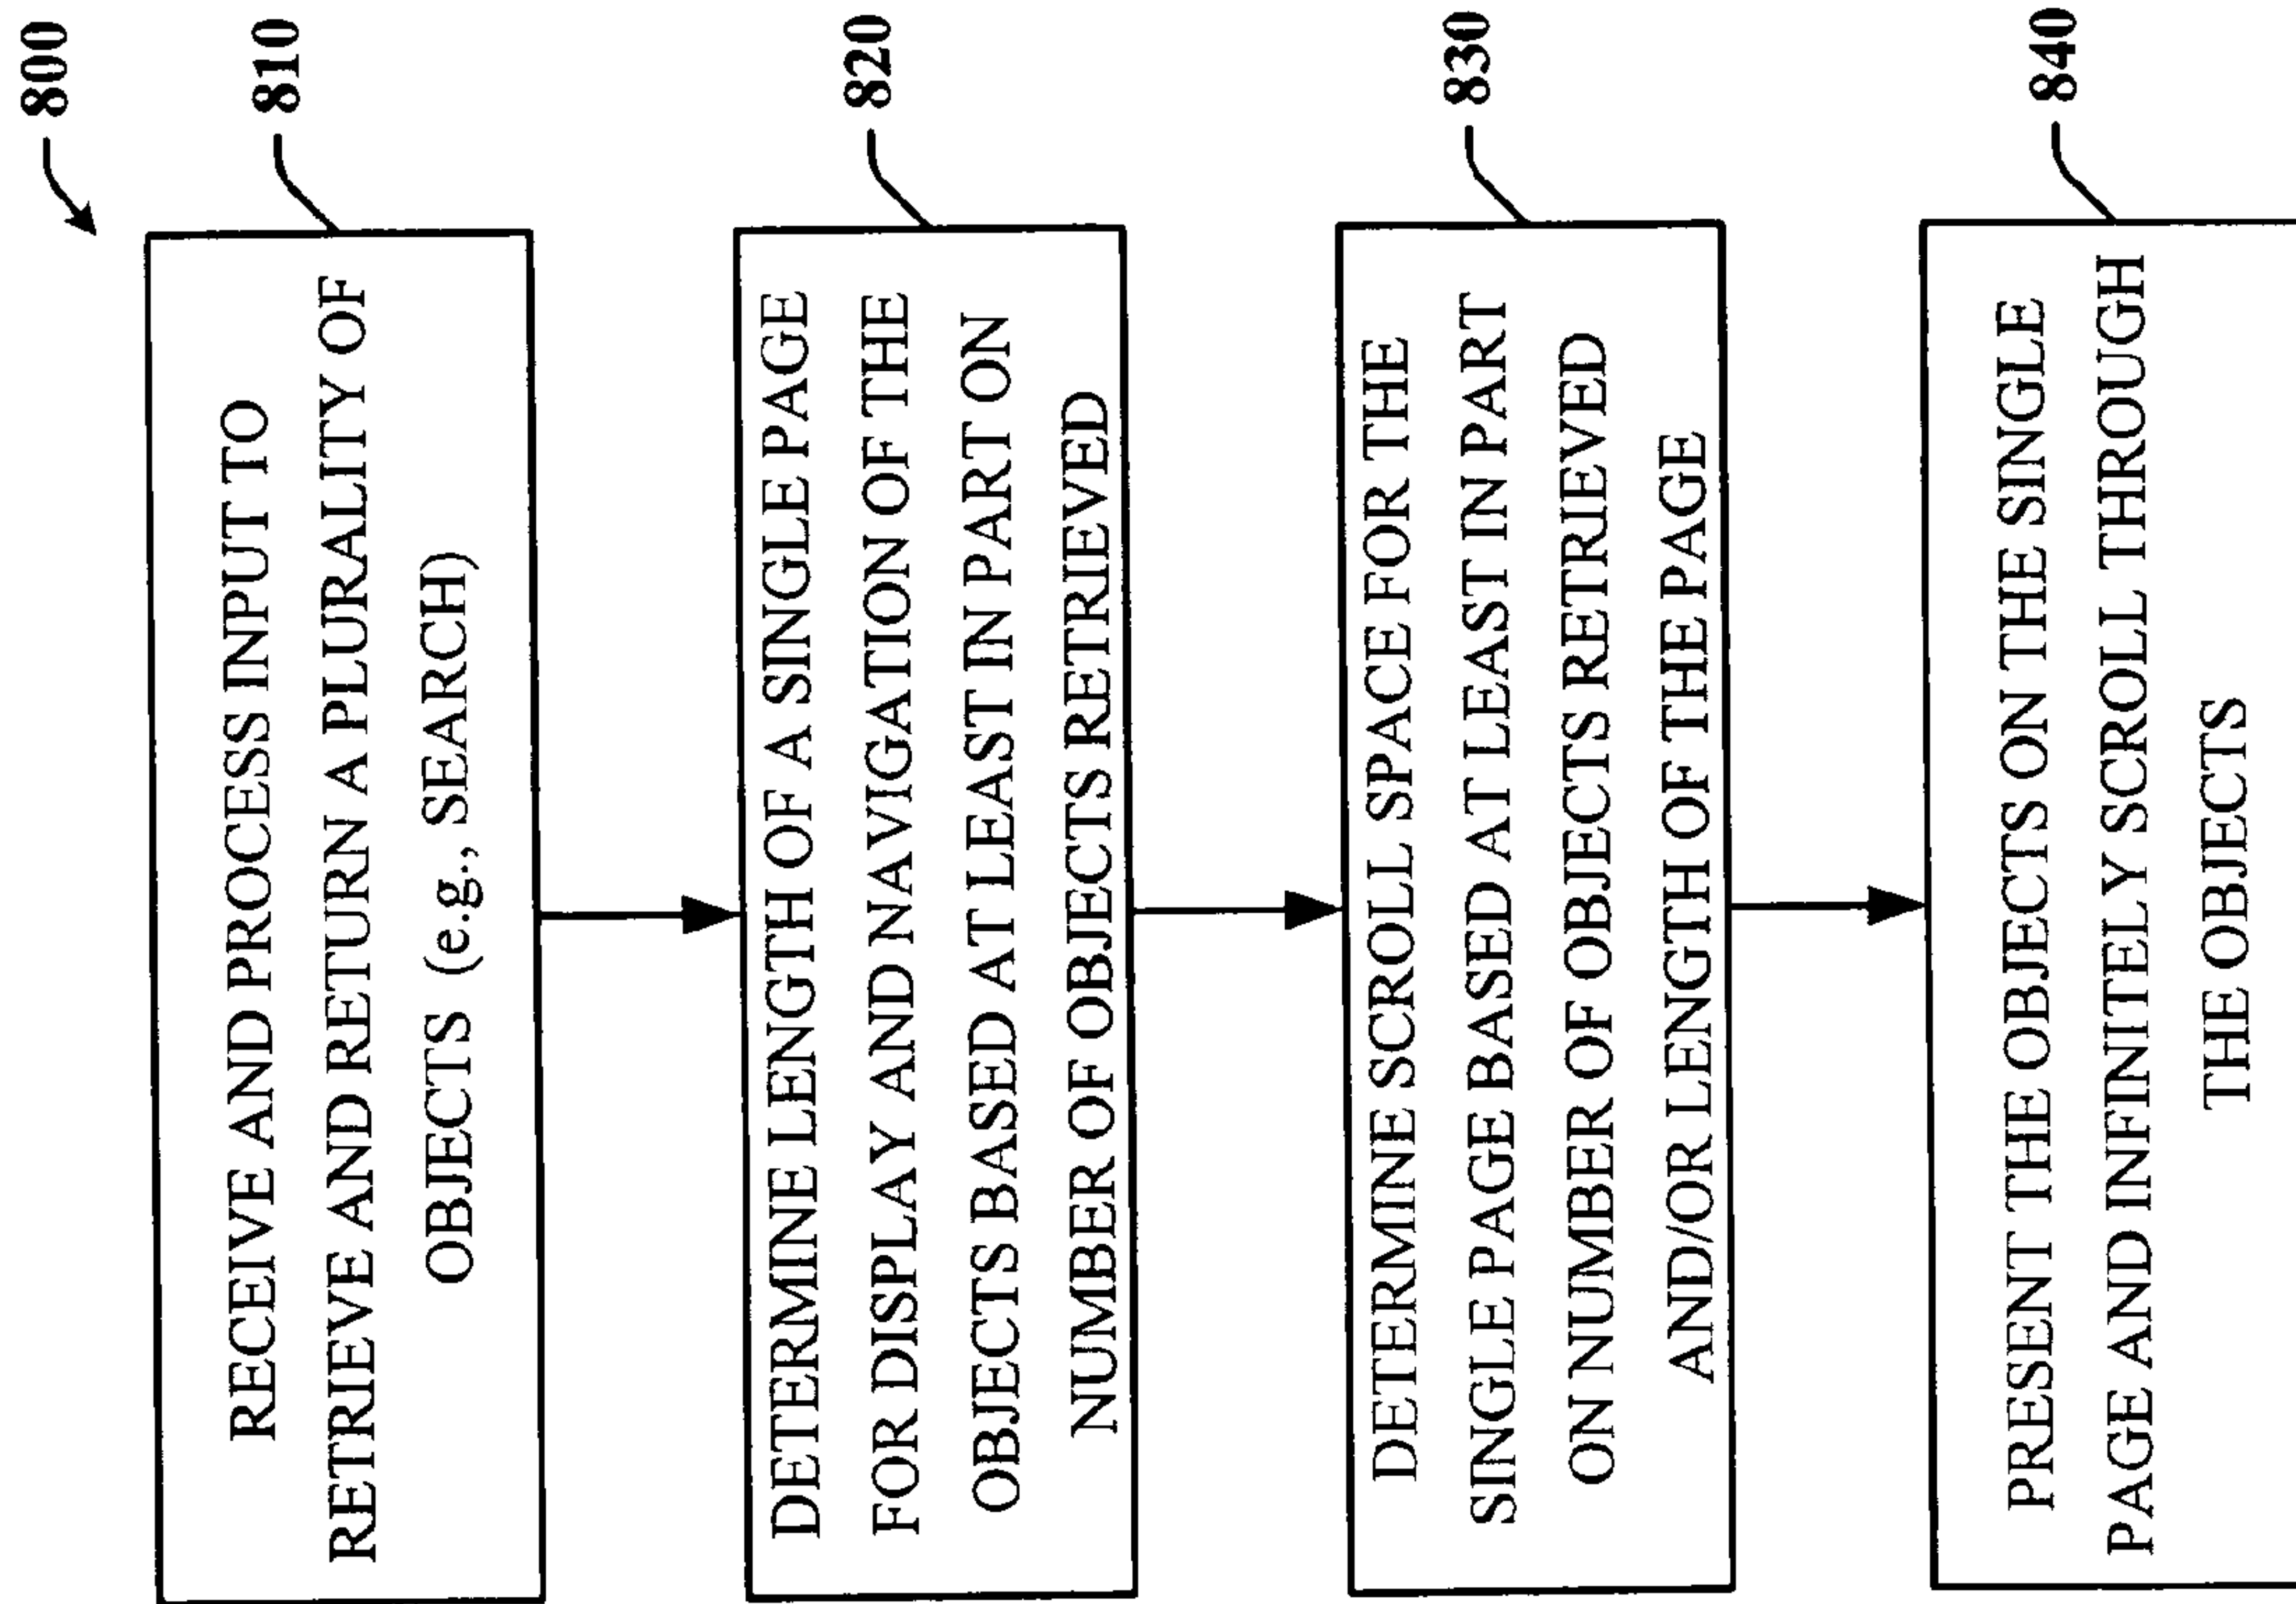 800
810
RECEIVE AND PROCESS INPUT TO
RETRIEVE AND RETURN A PLURALITY OF
OBJECTS (e.g., SEARCH)
820
DETERMINE LENGTH OF A SINGLE PAGE
FOR DISPLAY AND NAVIGATION OF THE
OBJECTS BASED AT LEAST IN PART ON
NUMBER OF OBJECTS RETRIEVED
830
DETERMINE SCROLL SPACE FOR THE
SINGLE PAGE BASED AT LEAST IN PART
ON NUMBER OF OBJECTS RETRIEVED
AND/OR LENGTH OF THE PAGE
840
PRESENT THE OBJECTS ON THE SINGLE
PAGE AND INFINITELY SCROLL THROUGH
THE OBJECTS